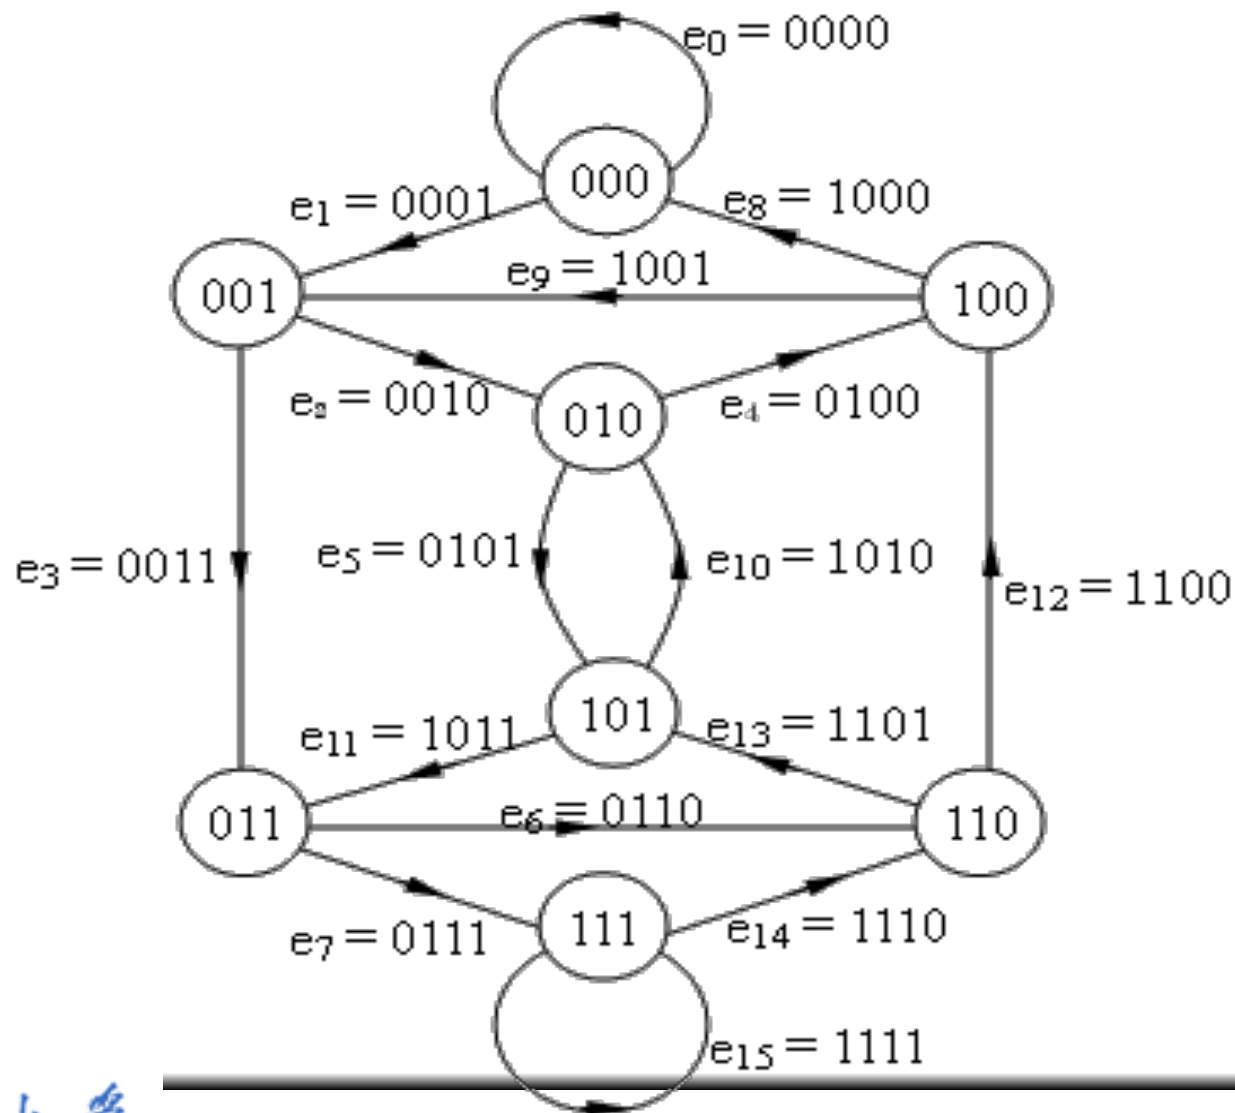 e₀ = 0000
000
e₁ = 0001
e₈ = 1000
e₉ = 1001
001
100
e₂ = 0010
010
e₄ = 0100
e₅ = 0101
e₁₀ = 1010
e₃ = 0011
e₁₂ = 1100
101
e₁₁ = 1011
e₁₃ = 1101
011
e₆ = 0110
110
e₇ = 0111
111
e₁₄ = 1110
e₁₅ = 1111